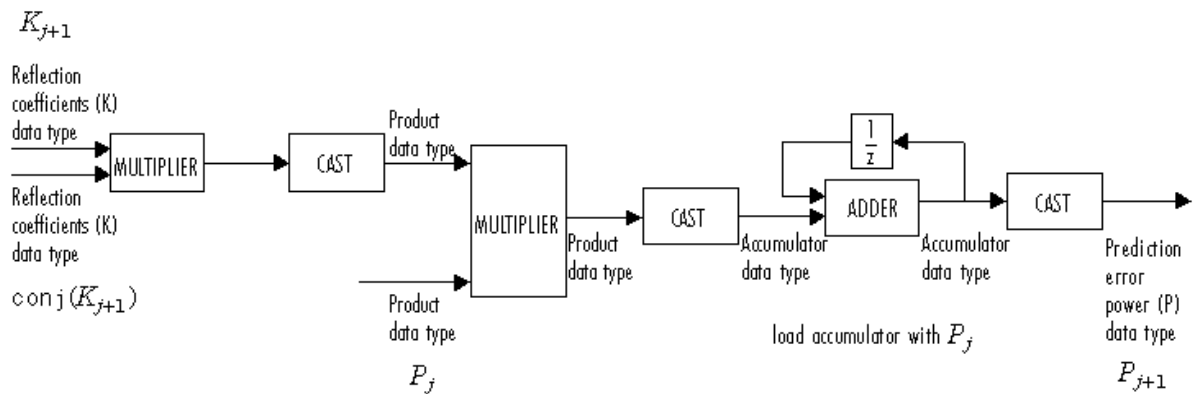 K_{j+1}
Reflection
coefficients (K)
data type
MULTIPLIER
Reflection
coefficients (K)
data type
conj(K_{j+1})
CAST
Product
data type
MULTIPLIER
Product
data type
P_j
Product
data type
CAST
Accumulator
data type
1
z
ADDER
load accumulator with P_j
Accumulator
data type
CAST
Prediction
error
power (P)
data type
P_{j+1}